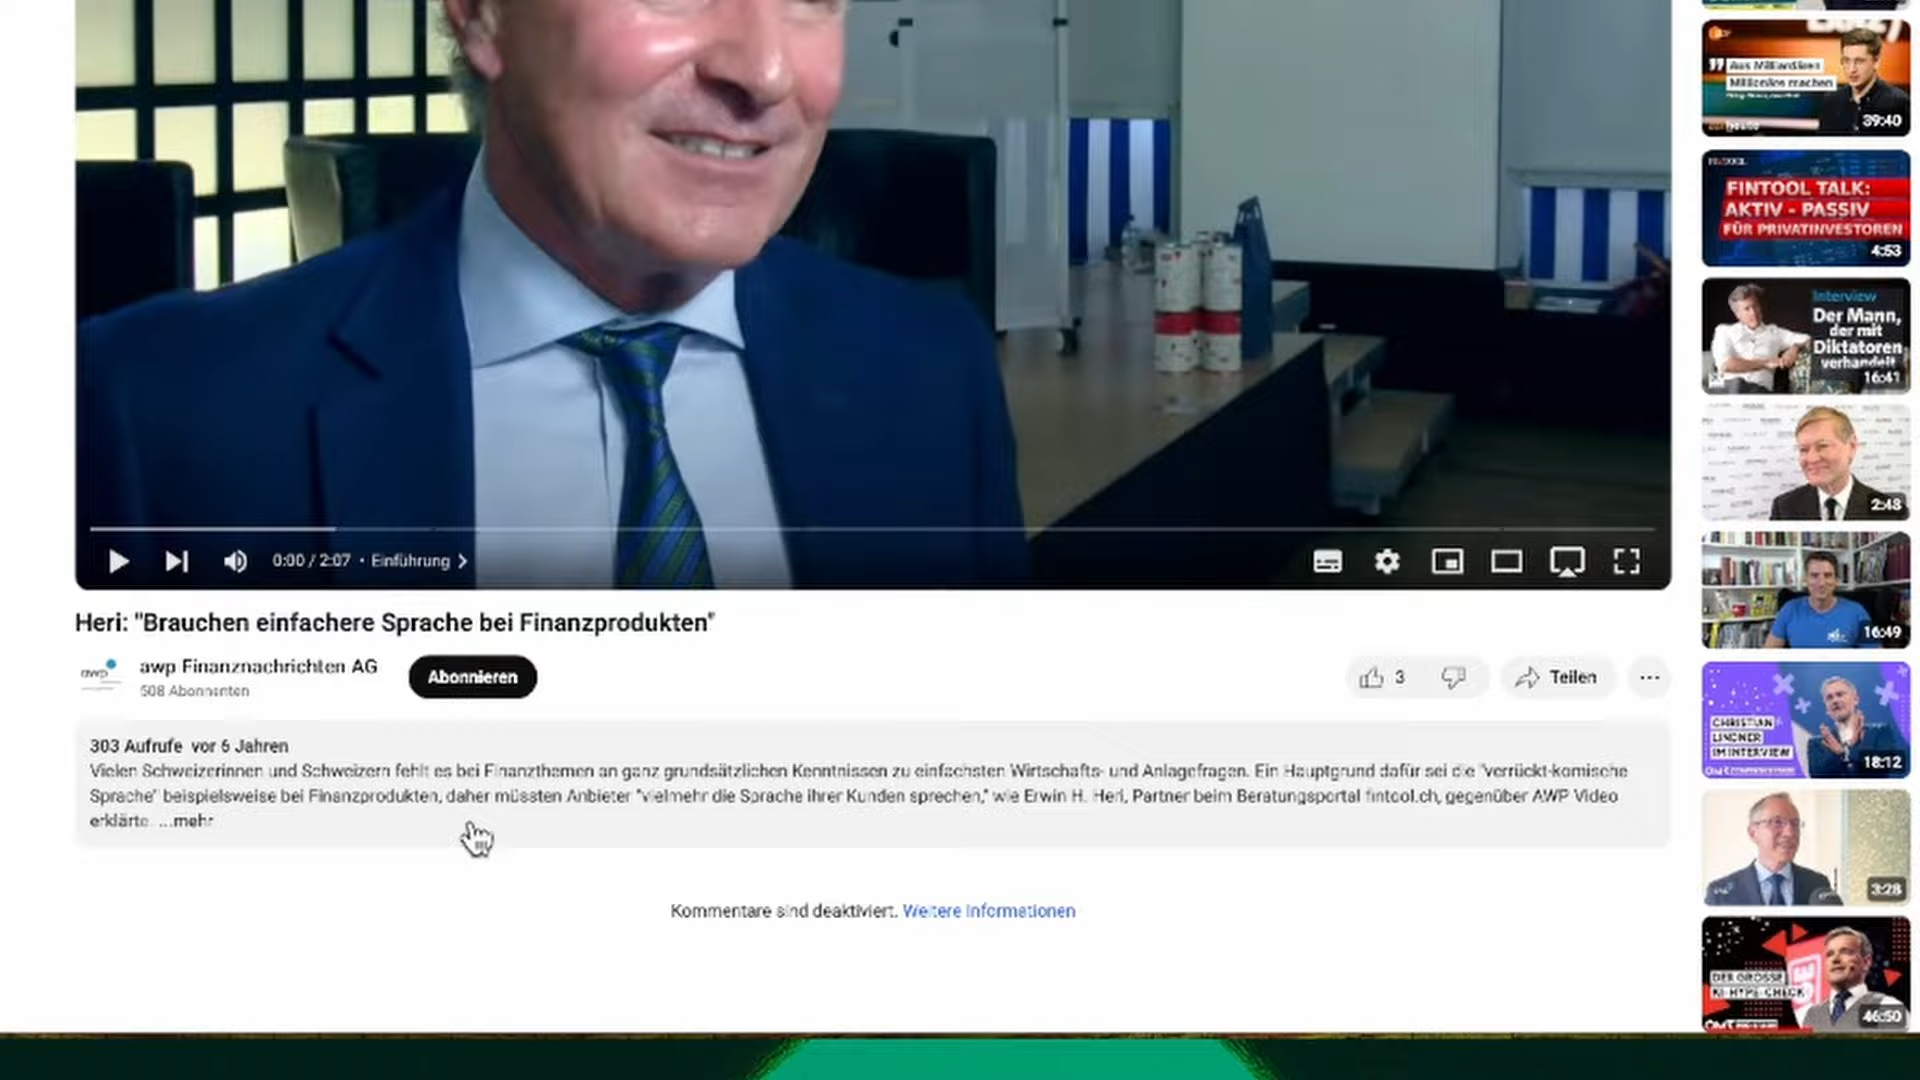 0:00 / 2:07 • Einführung
Heri: "Brauchen einfachere Sprache bei Finanzprodukten"
awp
awp Finanznachrichten AG
508 Abonnenten
Abonnieren
3
Teilen
303 Aufrufe vor 6 Jahren
Vielen Schweizerinnen und Schweizern fehlt es bei Finanzthemen an ganz grundsätzlichen Kenntnissen zu einfachsten Wirtschafts- und Anlagefragen. Ein Hauptgrund dafür sei die "verrückt-komische
Sprache" beispielsweise bei Finanzprodukten, daher müssten Anbieter "vielmehr die Sprache ihrer Kunden sprechen," wie Erwin H. Heri, Partner beim Beratungsportal fintool.ch, gegenüber AWP Video
erklärte. ...mehr
Kommentare sind deaktiviert. Weitere Informationen
Aus Milliardären
Millionäre machen
39:40
FINTOOL TALK:
AKTIV - PASSIV
FÜR PRIVATINVESTOREN
4:53
Interview
Der Mann,
der mit
Diktatoren
verhandelt
16:41
2:48
16:49
CHRISTIAN
LINDNER
IM INTERVIEW
18:12
3:28
DER GROSSE
KI-HYPE-CHECK
46:50